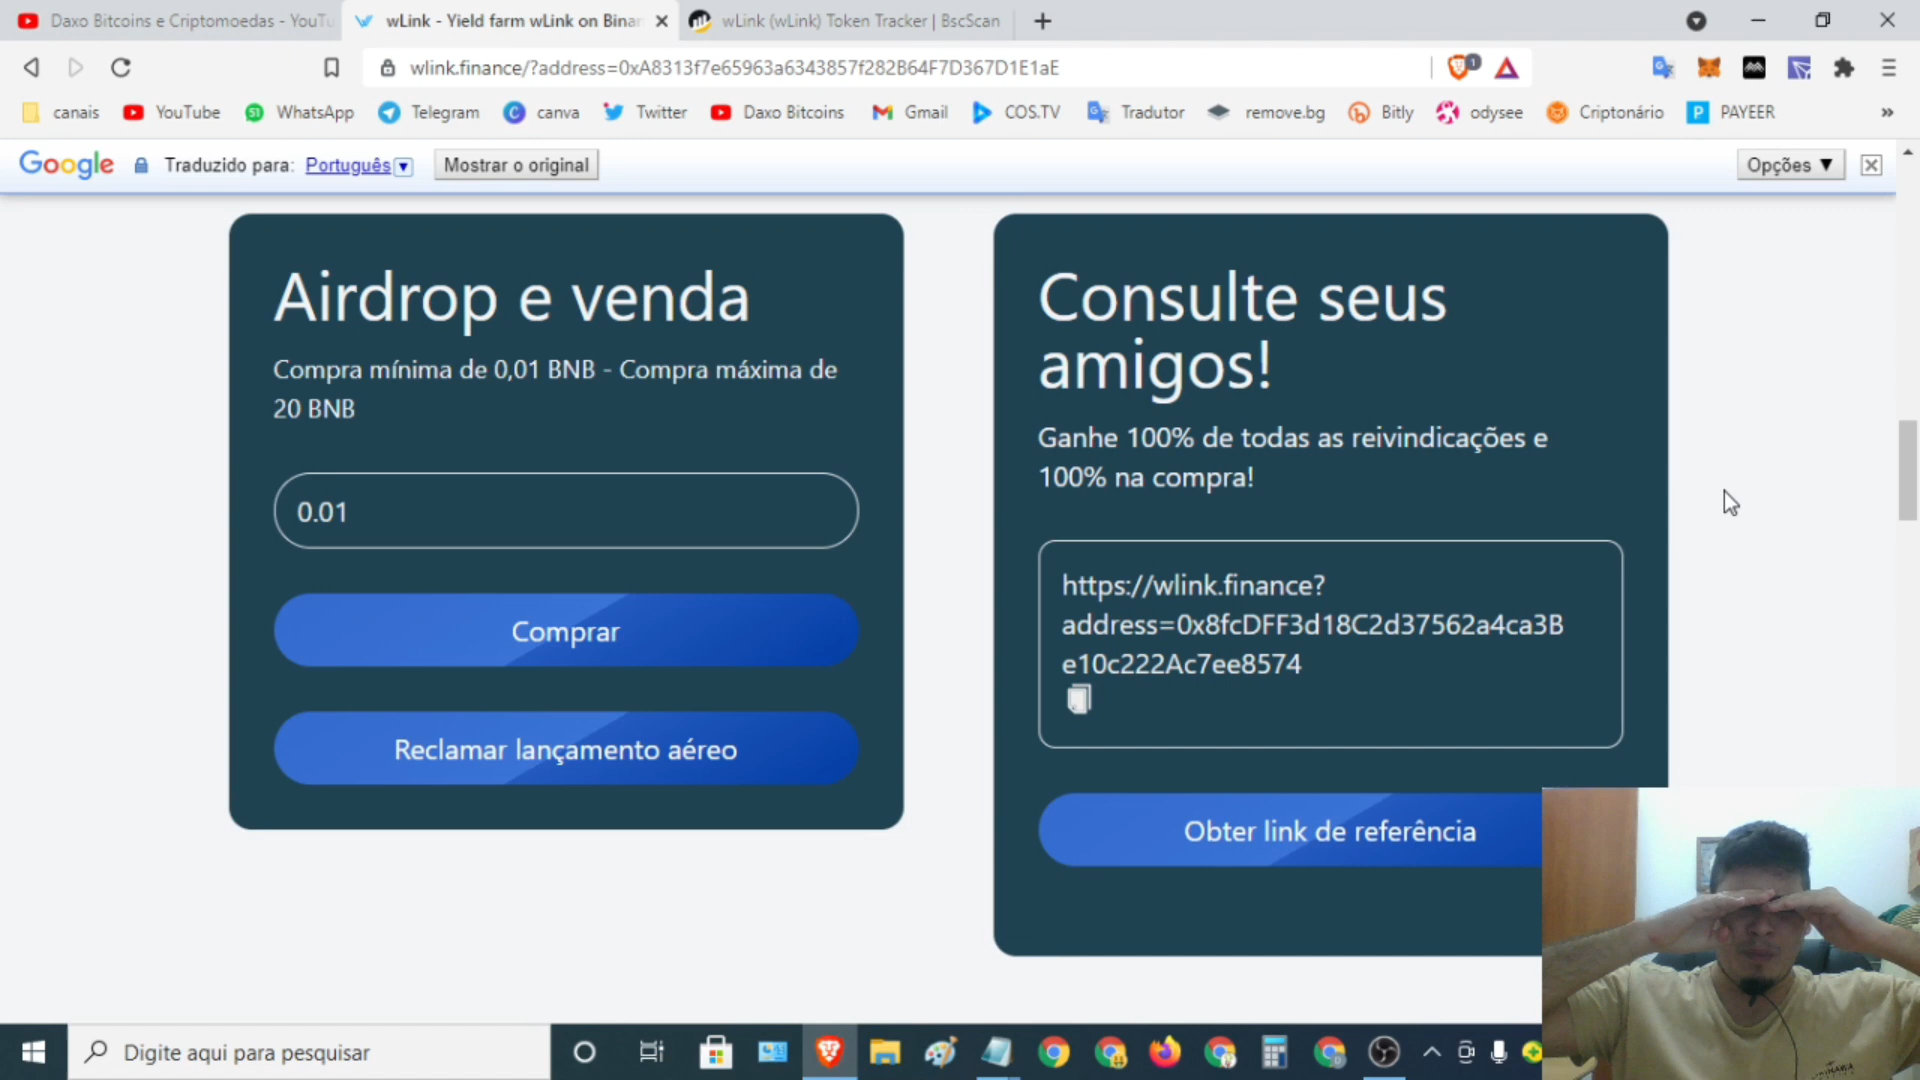 Daxo Bitcoins e Criptomoedas - YouTu
wLink - Yield farm wLink on Binan
wLink (wLink) Token Tracker | BscScan
wlink.finance/?address=0xA8313f7e65963a6343857f282B64F7D367D1E1aE
1
canais
YouTube
WhatsApp
Telegram
canva
Twitter
Daxo Bitcoins
Gmail
COS.TV
Tradutor
remove.bg
Bitly
odysee
Criptonário
PAYEER
»
Google
Traduzido para: Português
Mostrar o original
Opções ▼
Airdrop e venda
Compra mínima de 0,01 BNB - Compra máxima de
20 BNB
0.01
Comprar
Reclamar lançamento aéreo
Consulte seus
amigos!
Ganhe 100% de todas as reivindicações e
100% na compra!
https://wlink.finance?
address=0x8fcDFF3d18C2d37562a4ca3B
e10c222Ac7ee8574
Obter link de referência
Digite aqui para pesquisar